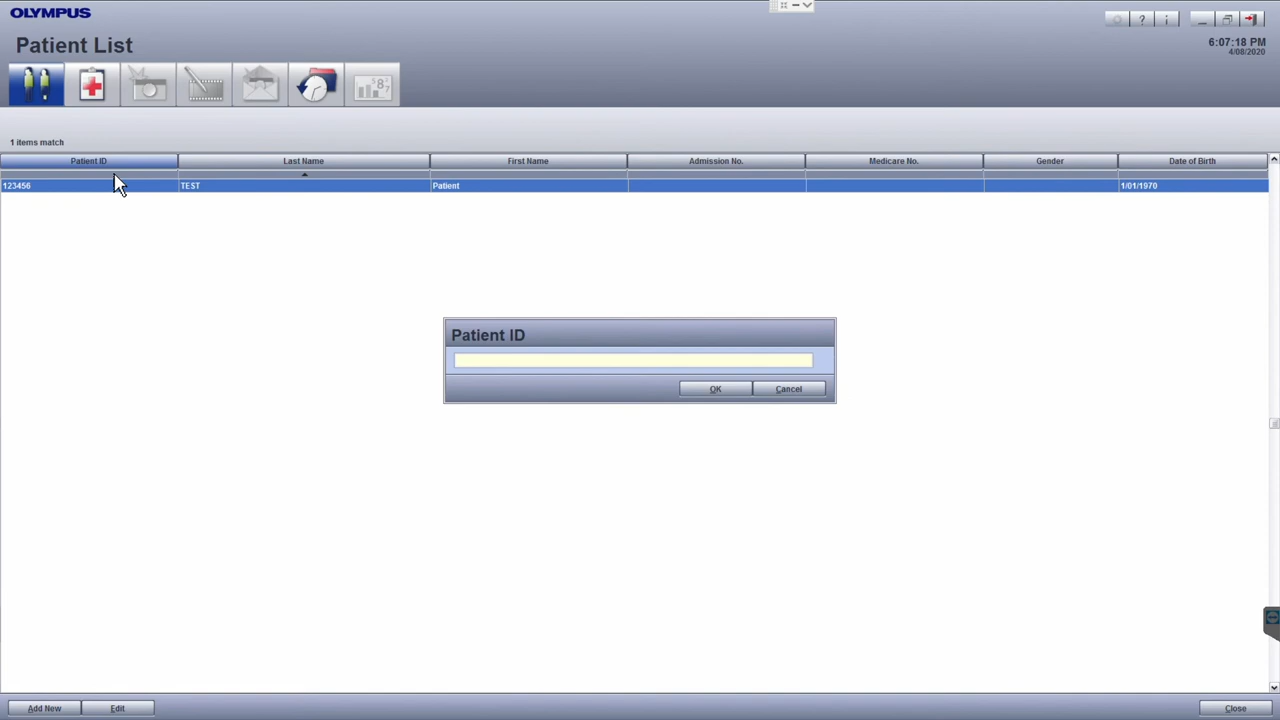 OLYMPUS
Patient List
6:07:18 PM
4/08/2020
1 items match
Patient ID Last Name First Name Admission No. Medicare No. Gender Date of Birth
123456 TEST Patient 1/01/1970
Patient ID
OK Cancel
Add New Edit Close